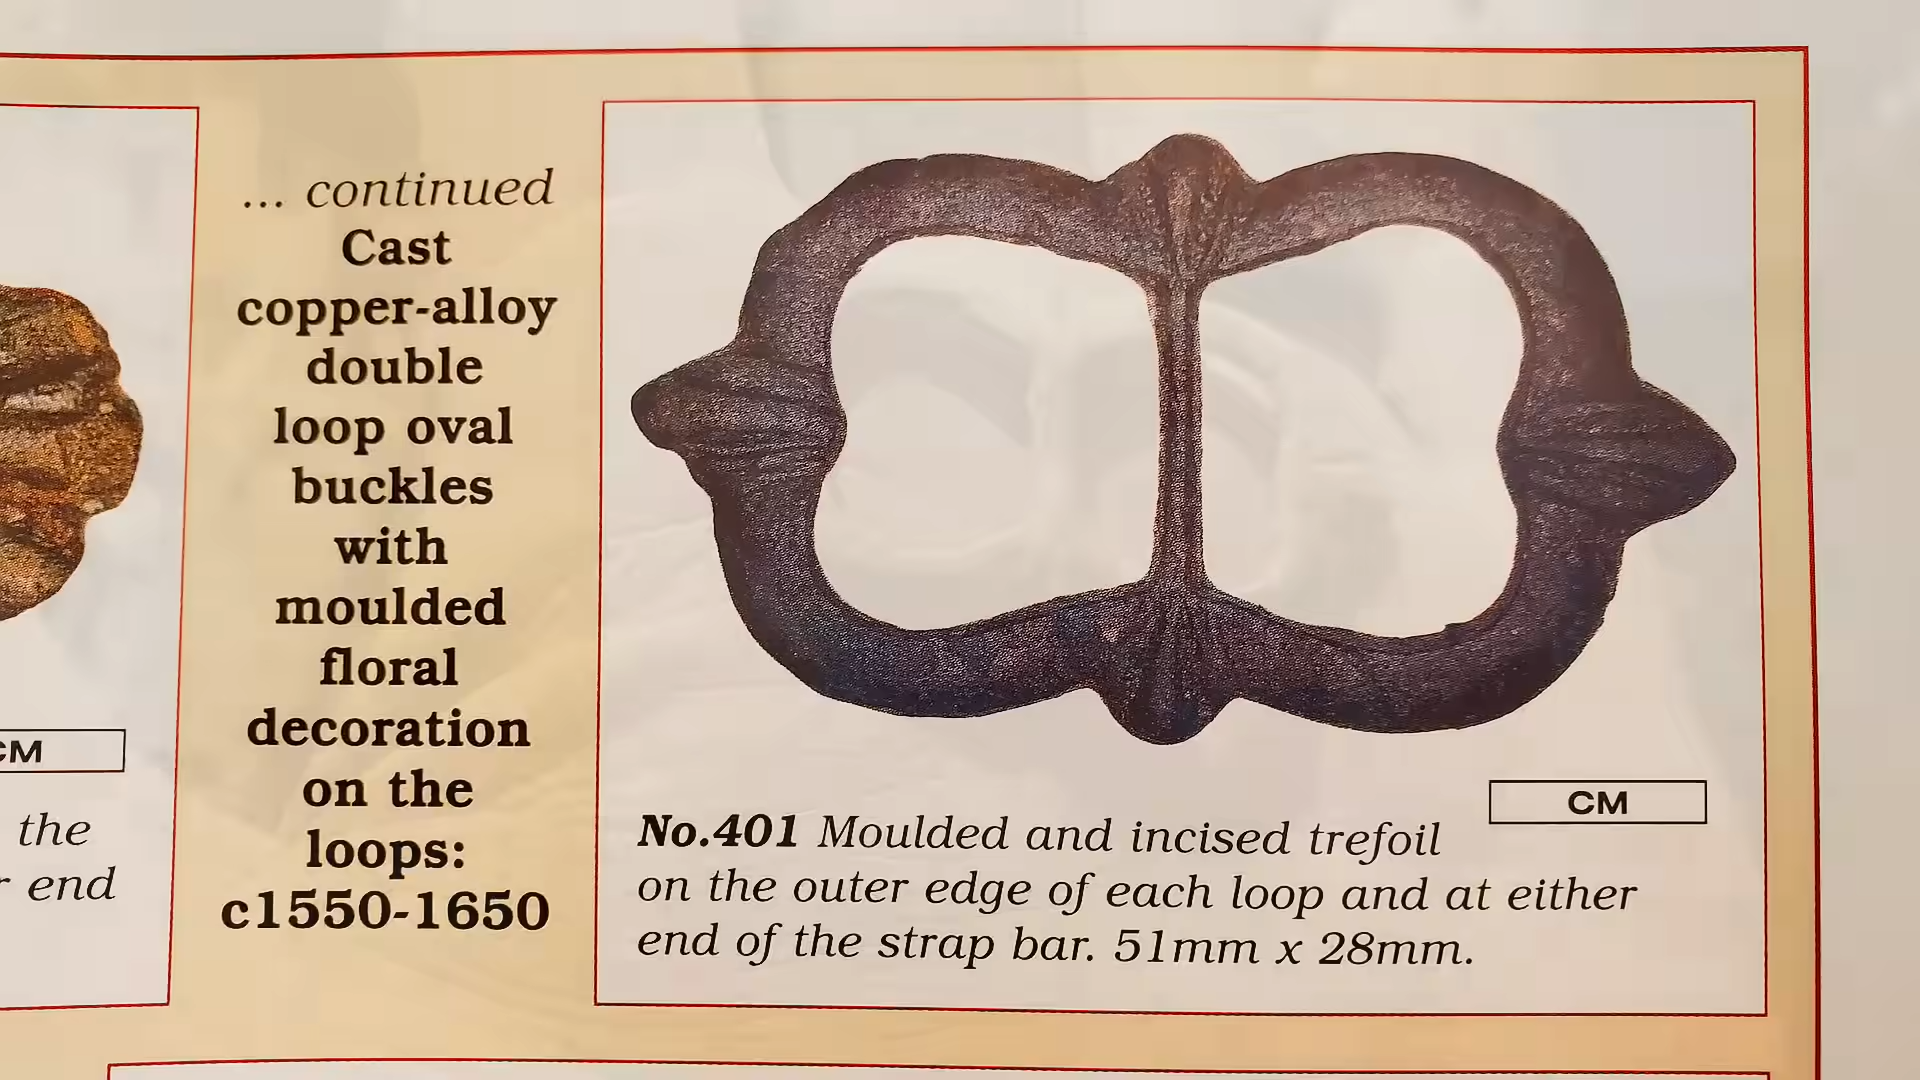 ... continued
Cast
copper-alloy
double
loop oval
buckles
with
moulded
floral
decoration
on the
loops:
c1550-1650
CM
the
end
CM
No.401 Moulded and incised trefoil
on the outer edge of each loop and at either
end of the strap bar. 51mm x 28mm.